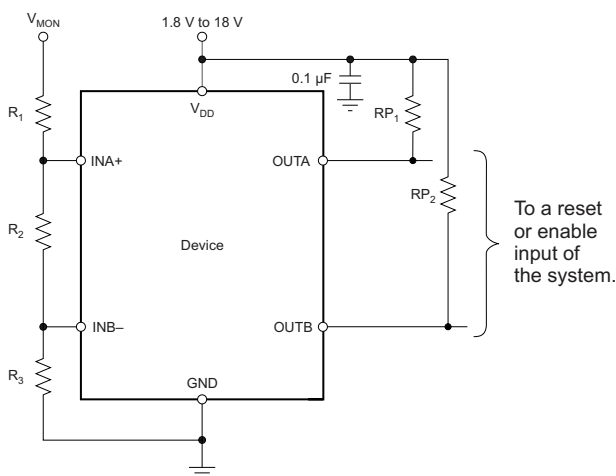 V_MON
1.8 V to 18 V
0.1 µF
R_1
V_DD
RP_1
INA+
OUTA
RP_2
R_2
Device
To a reset
or enable
input of
the system.
INB–
OUTB
R_3
GND